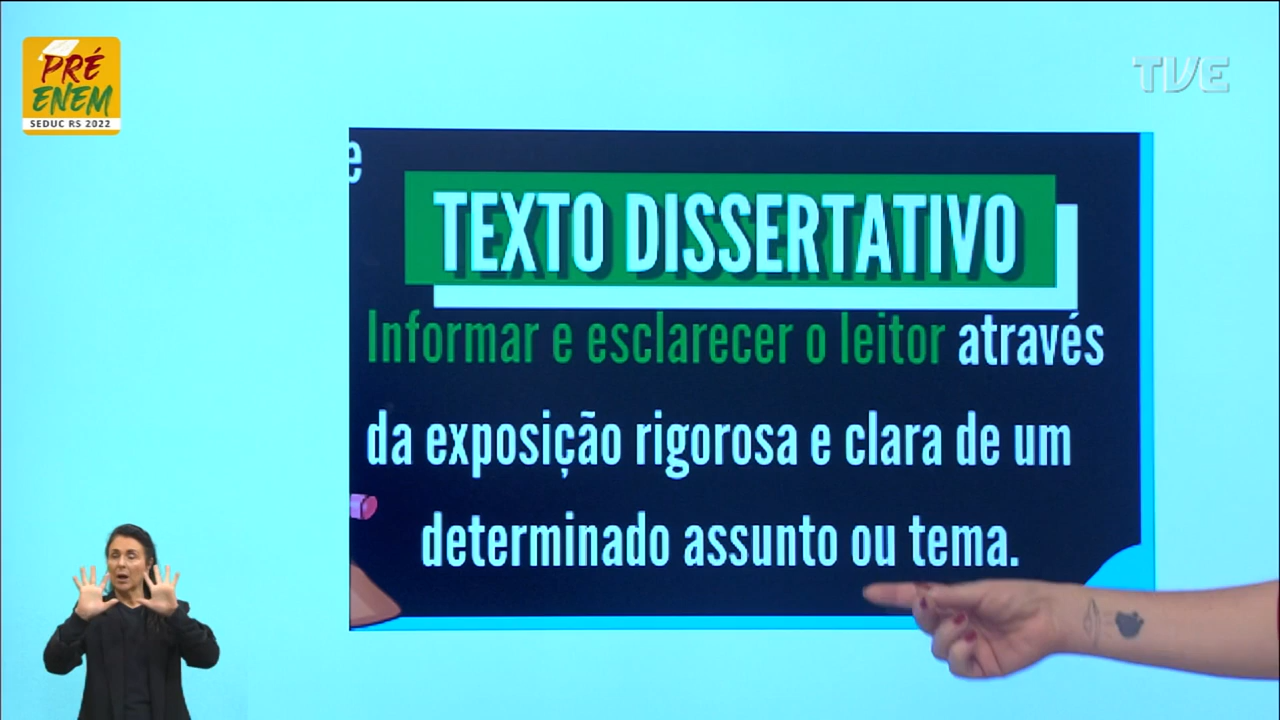 PRÉ
ENEM
SEDUC RS 2022
TVE
e
TEXTO DISSERTATIVO
Informar e esclarecer o leitor através
da exposição rigorosa e clara de um
determinado assunto ou tema.